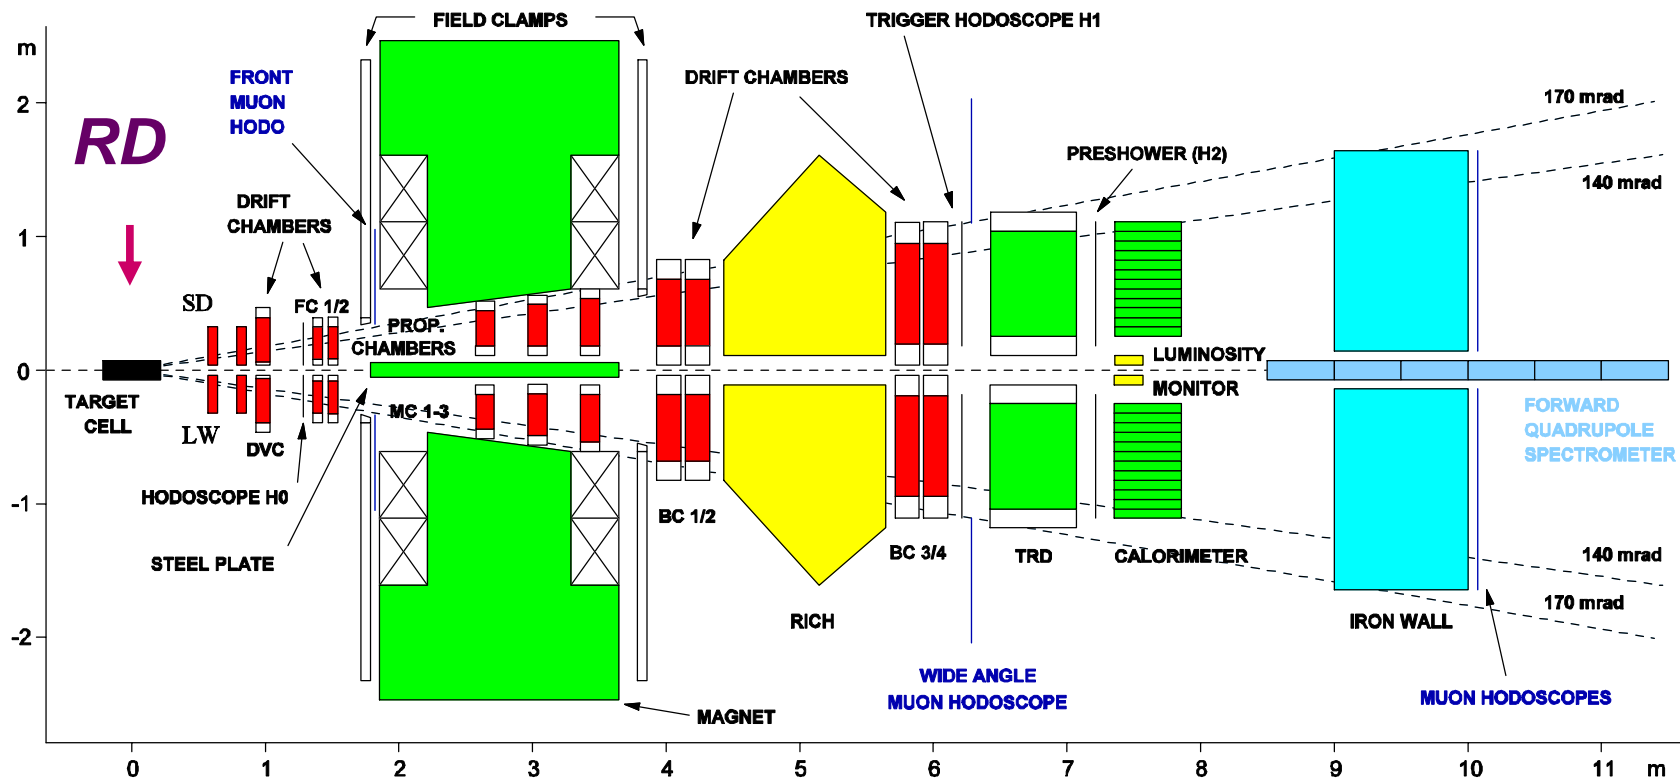 FIELD CLAMPS
TRIGGER HODOSCOPE H1
m
FRONT
MUON
HODO
DRIFT CHAMBERS
170 mrad
2
RD
PRESHOWER (H2)
140 mrad
DRIFT
CHAMBERS
1
SD
FC 1/2
PROP.
CHAMBERS
LUMINOSITY
MONITOR
0
TARGET
CELL
LW
MC 1-3
DVC
FORWARD
QUADRUPOLE
SPECTROMETER
HODOSCOPE H0
-1
BC 1/2
STEEL PLATE
BC 3/4
TRD
CALORIMETER
140 mrad
170 mrad
RICH
IRON WALL
-2
WIDE ANGLE
MUON HODOSCOPE
MUON HODOSCOPES
MAGNET
0 1 2 3 4 5 6 7 8 9 10 11 m